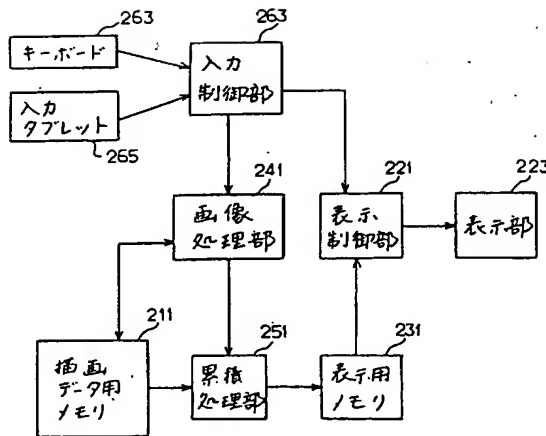 263
263
キーボード
入力
制御部
入力
タブレット
265
241
221
223
画像
処理部
表示
制御部
表示部
211
251
231
描画
データ用
メモリ
累積
処理部
表示用
メモリ